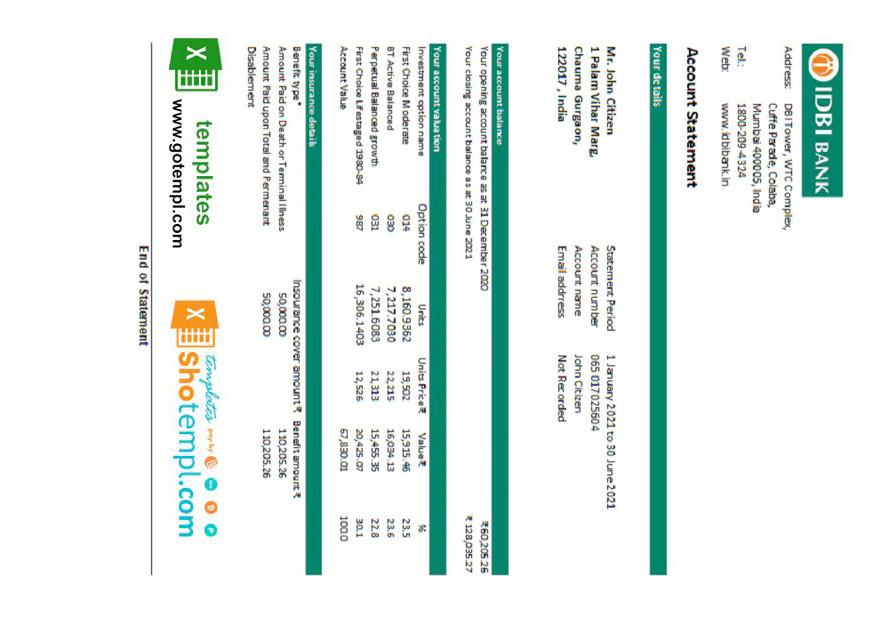 IDBI BANK
Address: DBI Tower, WTC Complex,
Cuffe Parade, Colaba,
Mumbai 400005, India
Tel.: 1800-209-4324
Web: www.idbibank.in
Account Statement
Your details
Mr. John Citizen Statement Period 1 January 2021 to 30 June 2021
1 Palam Vihar Marg, Account number 065 017025604
Chauma Gurgaon, Account name John Citizen
122017 , India Email address Not Recorded
Your account balance
Your opening account balance as at 31 December 2020 ₹60,205.26
Your closing account balance as at 30 June 2021 ₹ 128,035.27
Your account valuation
Investment option name Option code Units Units Price₹ Value₹ %
First Choice Moderate 014 8,160.9362 19,502 15,915.46 23.5
BT Active Balanced 030 7,217.7030 22,215 16,034.13 23.6
Perpetual Balanced growth 031 7,251.6083 21,313 15,455.35 22.8
First Choice Lifestaged 1980-84 987 16,306.1403 12,526 20,425.07 30.1
Account Value 67,830.01 100.0
Your insurance details
Benefit type* Insourance cover amount ₹ Benefit amount ₹
Amount Paid on Death or Terminal Illness 50,000.00 110,205.26
Amount Paid upon Total and Permenant 50,000.00 110,205.26
Disablement
templates
www.gotempl.com
templates pay by
Shotempl.com
End of Statement